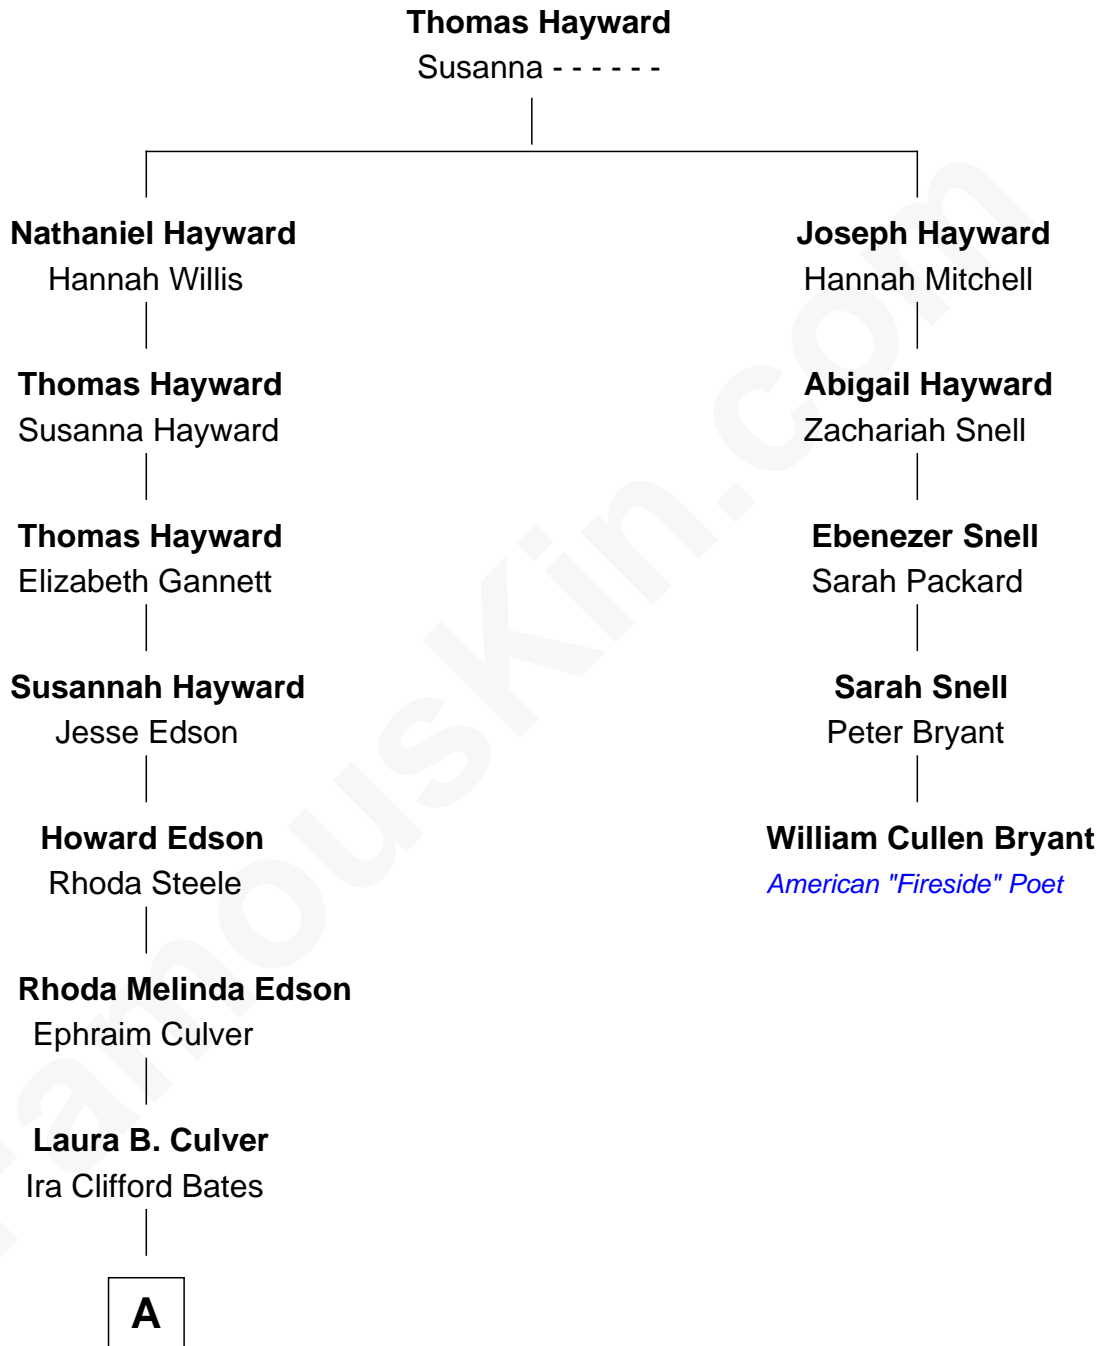 Thomas Hayward
Susanna - - - - - -
Nathaniel Hayward
Hannah Willis
Joseph Hayward
Hannah Mitchell
Thomas Hayward
Susanna Hayward
Abigail Hayward
Zachariah Snell
Thomas Hayward
Elizabeth Gannett
Ebenezer Snell
Sarah Packard
Susannah Hayward
Jesse Edson
Sarah Snell
Peter Bryant
Howard Edson
Rhoda Steele
William Cullen Bryant
American "Fireside" Poet
Rhoda Melinda Edson
Ephraim Culver
Laura B. Culver
Ira Clifford Bates
A
FamousKin.com